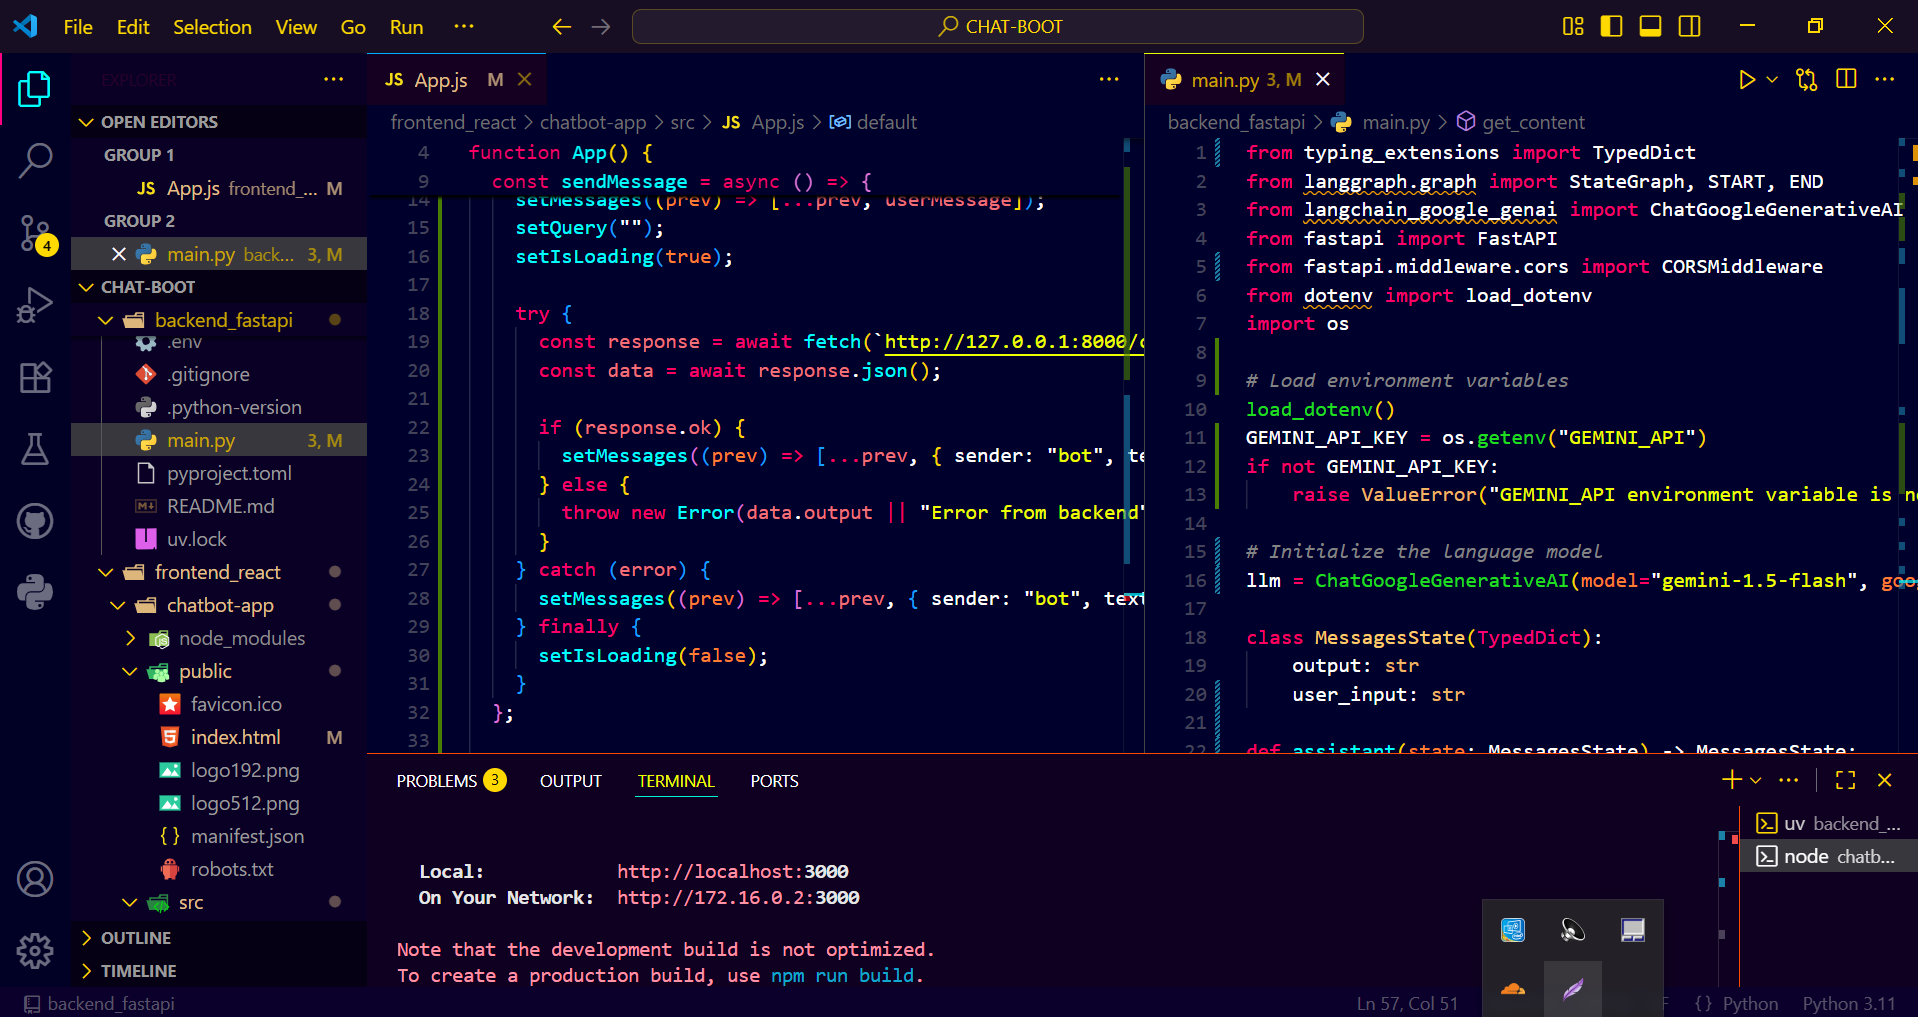 File Edit Selection View Go Run ··· CHAT-BOOT
EXPLORER
OPEN EDITORS
GROUP 1
JS App.js frontend_... M
GROUP 2
main.py back... 3, M
CHAT-BOOT
backend_fastapi
.env
.gitignore
.python-version
main.py 3, M
pyproject.toml
README.md
uv.lock
frontend_react
chatbot-app
node_modules
public
favicon.ico
index.html M
logo192.png
logo512.png
manifest.json
robots.txt
src
OUTLINE
TIMELINE
4
JS App.js M
frontend_react > chatbot-app > src > JS App.js > default
4 function App() {
9 const sendMessage = async () => {
14 setMessages((prev) => [...prev, userMessage]);
15 setQuery("");
16 setIsLoading(true);
17
18 try {
19 const response = await fetch(`http://127.0.0.1:8000/
20 const data = await response.json();
21
22 if (response.ok) {
23 setMessages((prev) => [...prev, { sender: "bot", te
24 } else {
25 throw new Error(data.output || "Error from backend"
26 }
27 } catch (error) {
28 setMessages((prev) => [...prev, { sender: "bot", text
29 } finally {
30 setIsLoading(false);
31 }
32 };
33
main.py 3, M
backend_fastapi > main.py > get_content
1 from typing_extensions import TypedDict
2 from langgraph.graph import StateGraph, START, END
3 from langchain_google_genai import ChatGoogleGenerativeAI
4 from fastapi import FastAPI
5 from fastapi.middleware.cors import CORSMiddleware
6 from dotenv import load_dotenv
7 import os
8
9 # Load environment variables
10 load_dotenv()
11 GEMINI_API_KEY = os.getenv("GEMINI_API")
12 if not GEMINI_API_KEY:
13 raise ValueError("GEMINI_API environment variable is
14
15 # Initialize the language model
16 llm = ChatGoogleGenerativeAI(model="gemini-1.5-flash", goo
17
18 class MessagesState(TypedDict):
19 output: str
20 user_input: str
21
22 def assistant(state: MessagesState) -> MessagesState:
PROBLEMS 3 OUTPUT TERMINAL PORTS
Local: http://localhost:3000
On Your Network: http://172.16.0.2:3000
Note that the development build is not optimized.
To create a production build, use npm run build.
uv backend_...
node chatb...
backend_fastapi
Ln 57, Col 51
{} Python Python 3.11